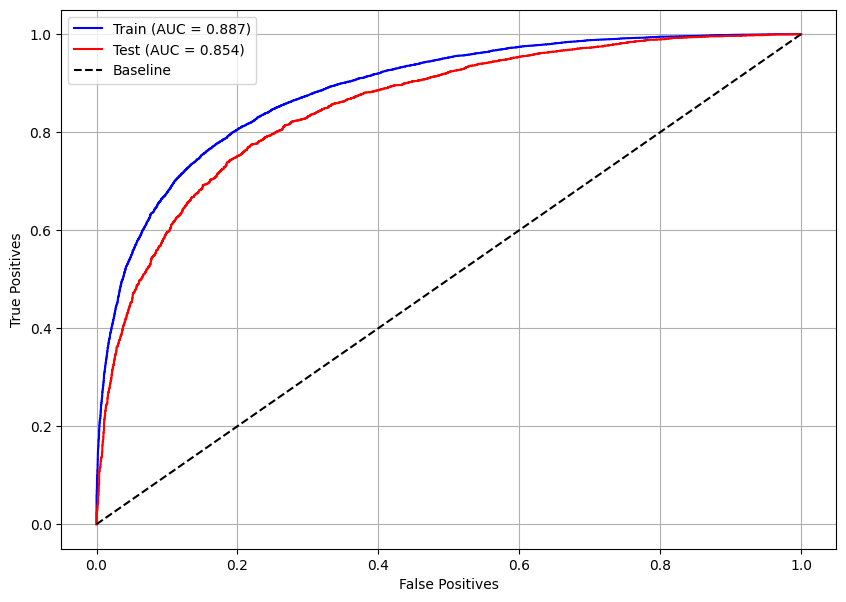 Train (AUC = 0.887)
Test (AUC = 0.854)
Baseline
1.0
0.8
0.6
0.4
0.2
0.0
True Positives
0.0 0.2 0.4 0.6 0.8 1.0
False Positives